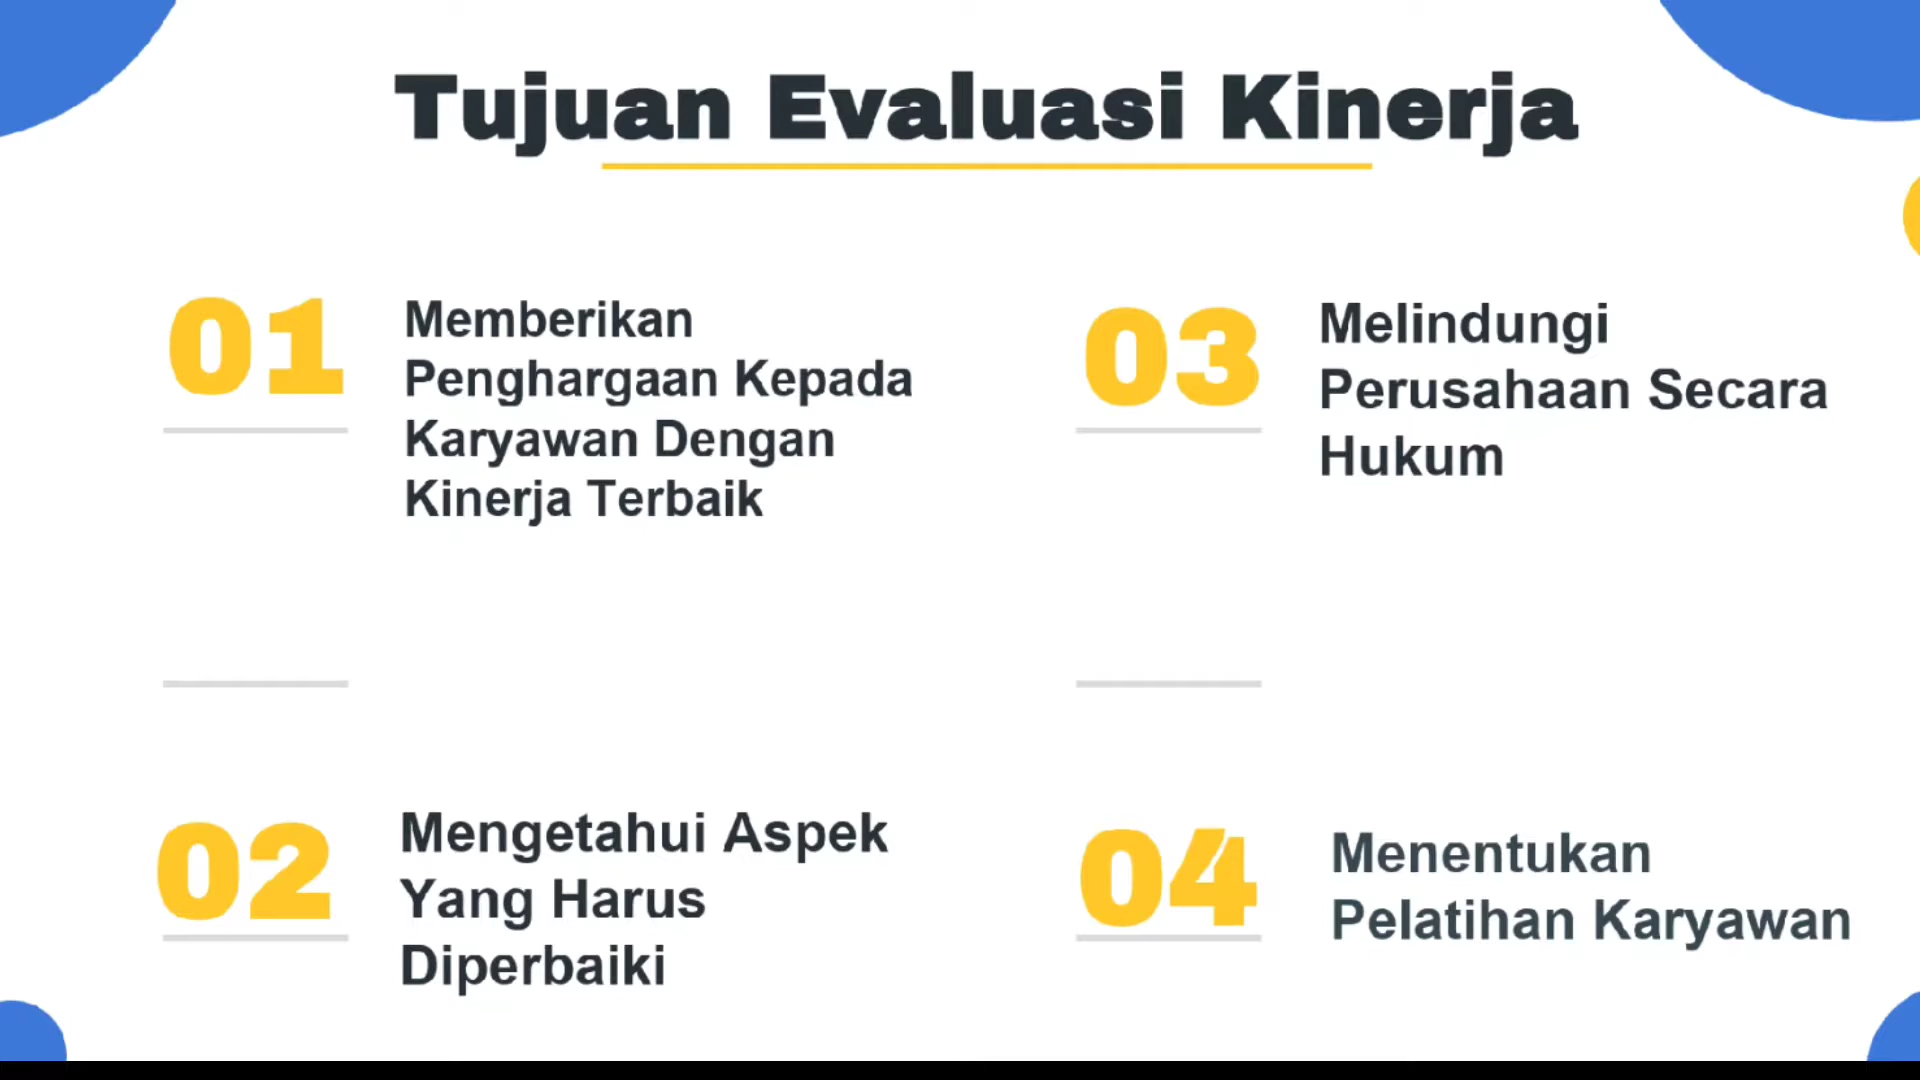 Tujuan Evaluasi Kinerja
01
Memberikan
Penghargaan Kepada
Karyawan Dengan
Kinerja Terbaik
02
Mengetahui Aspek
Yang Harus
Diperbaiki
03
Melindungi
Perusahaan Secara
Hukum
04
Menentukan
Pelatihan Karyawan